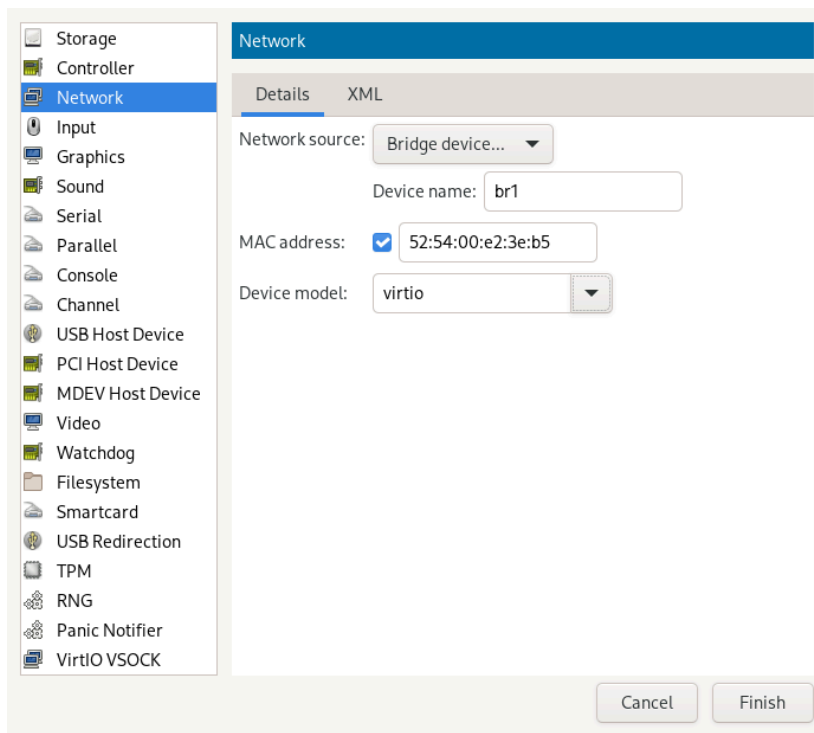 Storage
Controller
Network
Input
Graphics
Sound
Serial
Parallel
Console
Channel
USB Host Device
PCI Host Device
MDEV Host Device
Video
Watchdog
Filesystem
Smartcard
USB Redirection
TPM
RNG
Panic Notifier
VirtIO VSOCK
Network
Details XML
Network source: Bridge device...
Device name: br1
MAC address: 52:54:00:e2:3e:b5
Device model: virtio
Cancel Finish